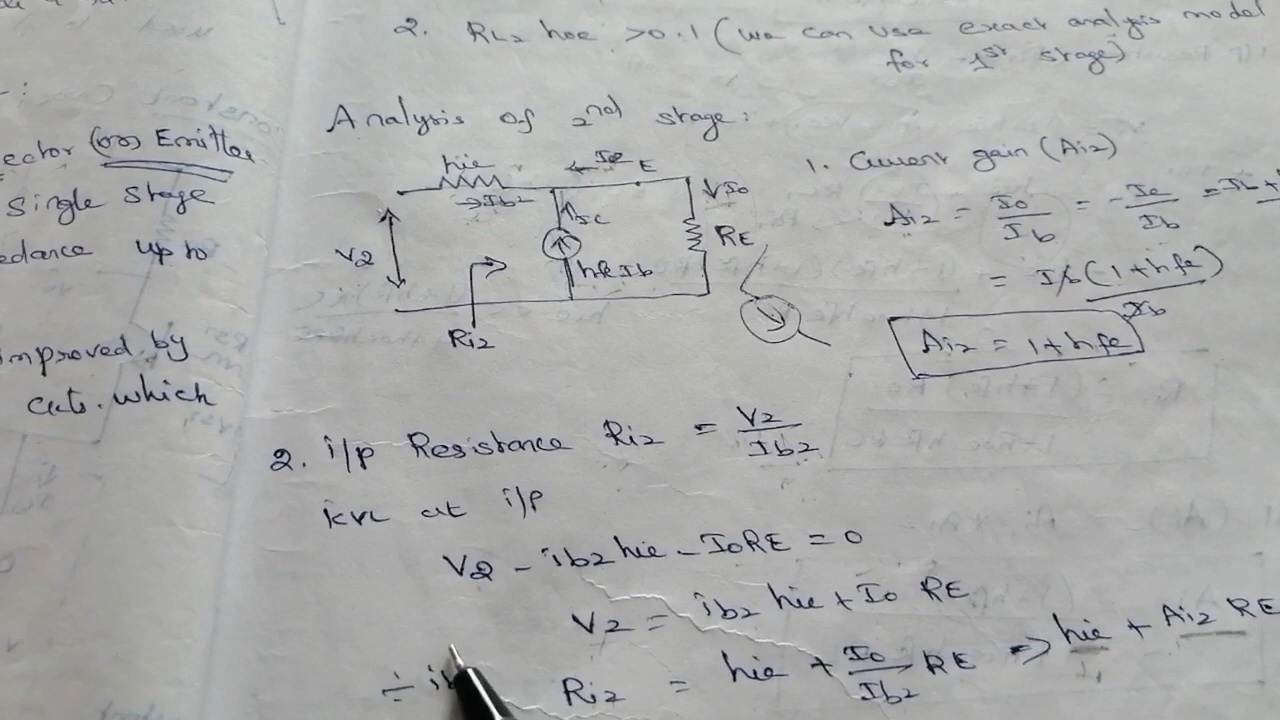 2. RL2 hoe >0.1 (we can use exact analysis model
for 1st stage)
Analysis of 2nd stage:
ector (or) Emitter
single stage
edance up to
improved by
cuts. which
hie
Ie
E
Ib2
Ic
Io
V2
RE
hfe Ib
Ri2
1. Current gain (Ai2)
Ai2 = Io/Ib = -Ie/Ib = Ib+
= Ib(1+hfe)/Ib
Ai2 = 1+hfe
2. i/p Resistance Ri2 = V2/Ib2
KVL at i/p
V2 - ib2 hie - IoRE = 0
V2 = ib2 hie + Io RE
Ri2 = hie + Io/Ib2 RE => hie + Ai2 RE